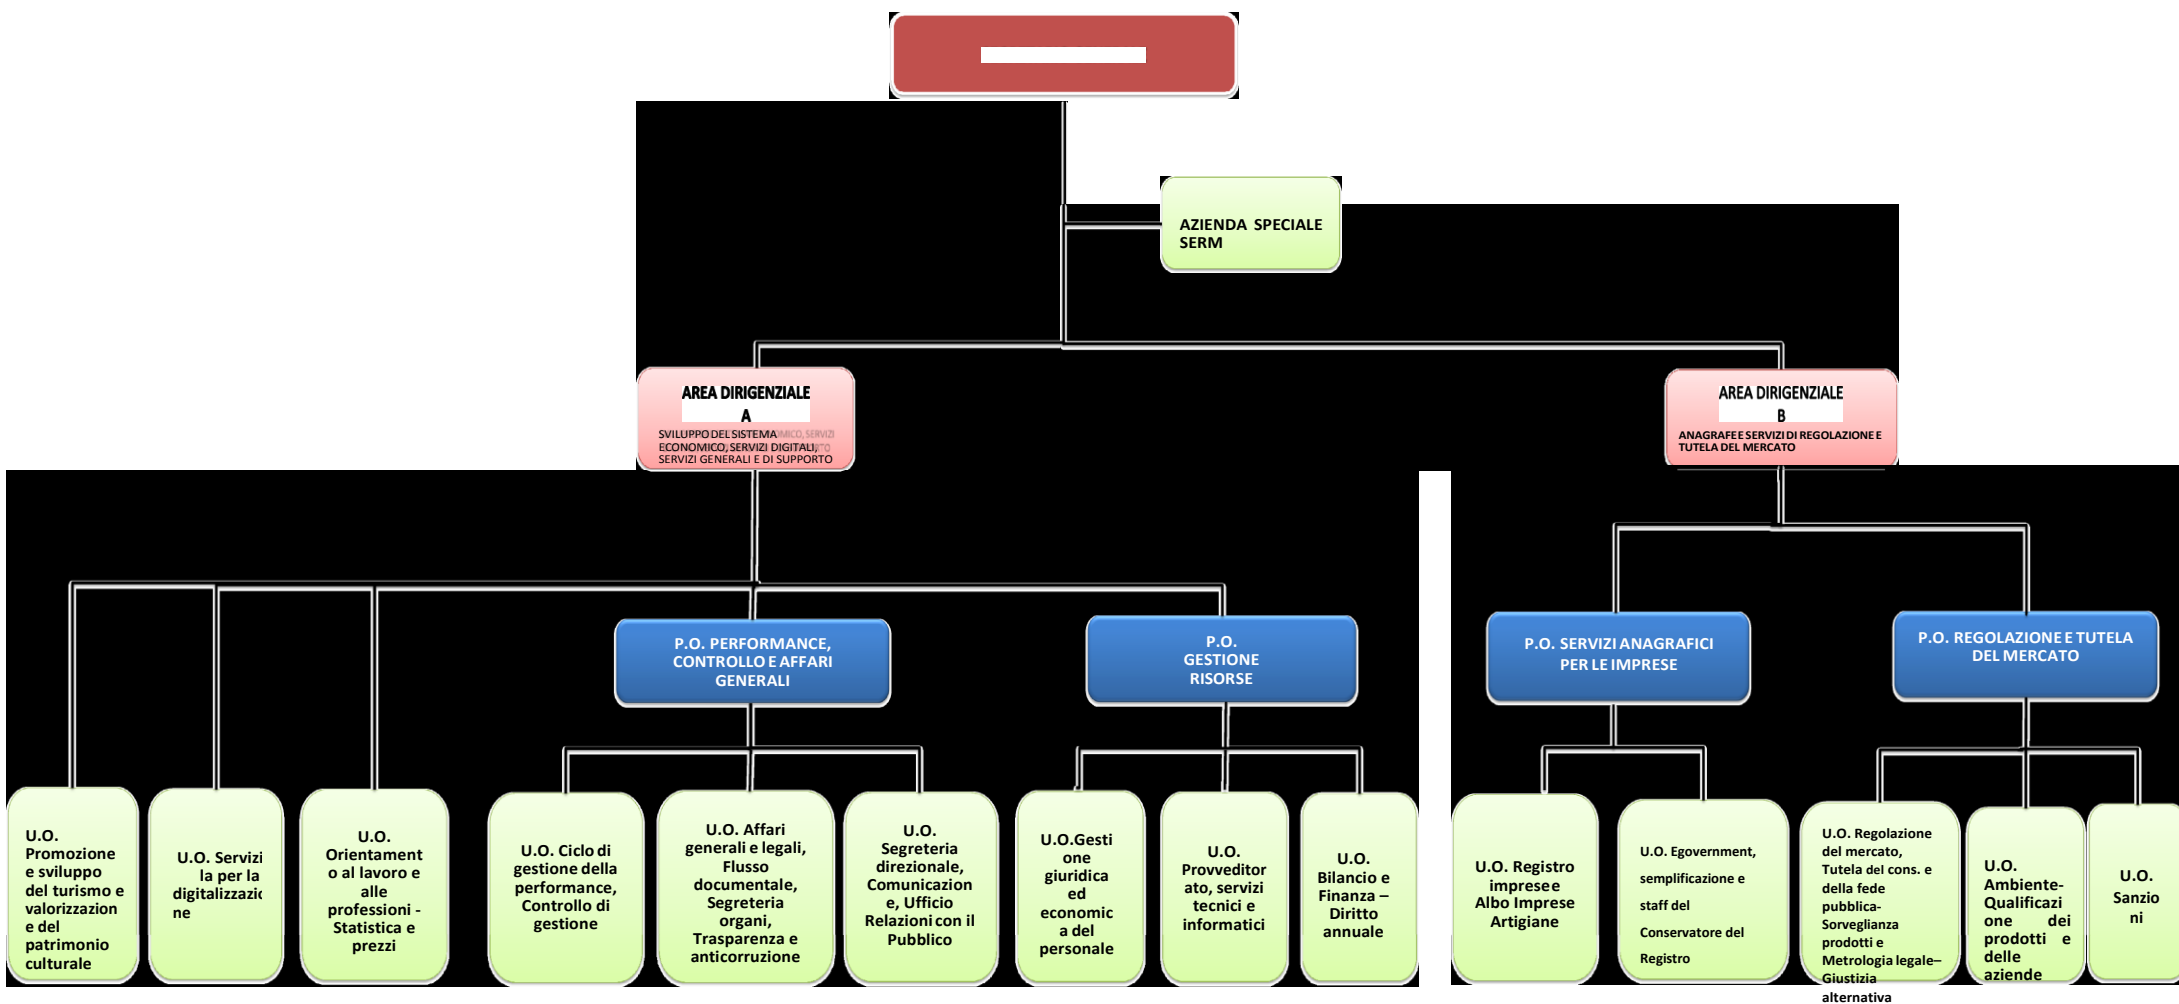 AZIENDA SPECIALE
SERM
AREA DIRIGENZIALE
A
SVILUPPO DEL SISTEMA
ECONOMICO, SERVIZI DIGITALI,
SERVIZI GENERALI E DI SUPPORTO
AREA DIRIGENZIALE
B
ANAGRAFE E SERVIZI DI REGOLAZIONE E
TUTELA DEL MERCATO
P.O. PERFORMANCE,
CONTROLLO E AFFARI
GENERALI
P.O.
GESTIONE
RISORSE
P.O. SERVIZI ANAGRAFICI
PER LE IMPRESE
P.O. REGOLAZIONE E TUTELA
DEL MERCATO
U.O.
Promozione
e sviluppo
del turismo e
valorizzazion
e del
patrimonio
culturale
U.O. Servizi
la per la
digitalizzazio
ne
U.O.
Orientament
o al lavoro e
alle
professioni -
Statistica e
prezzi
U.O. Ciclo di
gestione della
performance,
Controllo di
gestione
U.O. Affari
generali e legali,
Flusso
documentale,
Segreteria
organi,
Trasparenza e
anticorruzione
U.O.
Segreteria
direzionale,
Comunicazion
e, Ufficio
Relazioni con il
Pubblico
U.O.Gesti
one
giuridica
ed
economic
a del
personale
U.O.
Provveditor
ato, servizi
tecnici e
informatici
U.O.
Bilancio e
Finanza –
Diritto
annuale
U.O. Registro
imprese e
Albo Imprese
Artigiane
U.O. Egovernment,
semplificazione e
staff del
Conservatore del
Registro
U.O. Regolazione
del mercato,
Tutela del cons. e
della fede
pubblica-
Sorveglianza
prodotti e
Metrologia legale–
Giustizia
alternativa
U.O.
Ambiente-
Qualificazi
one dei
prodotti e
delle
aziende
U.O.
Sanzio
ni